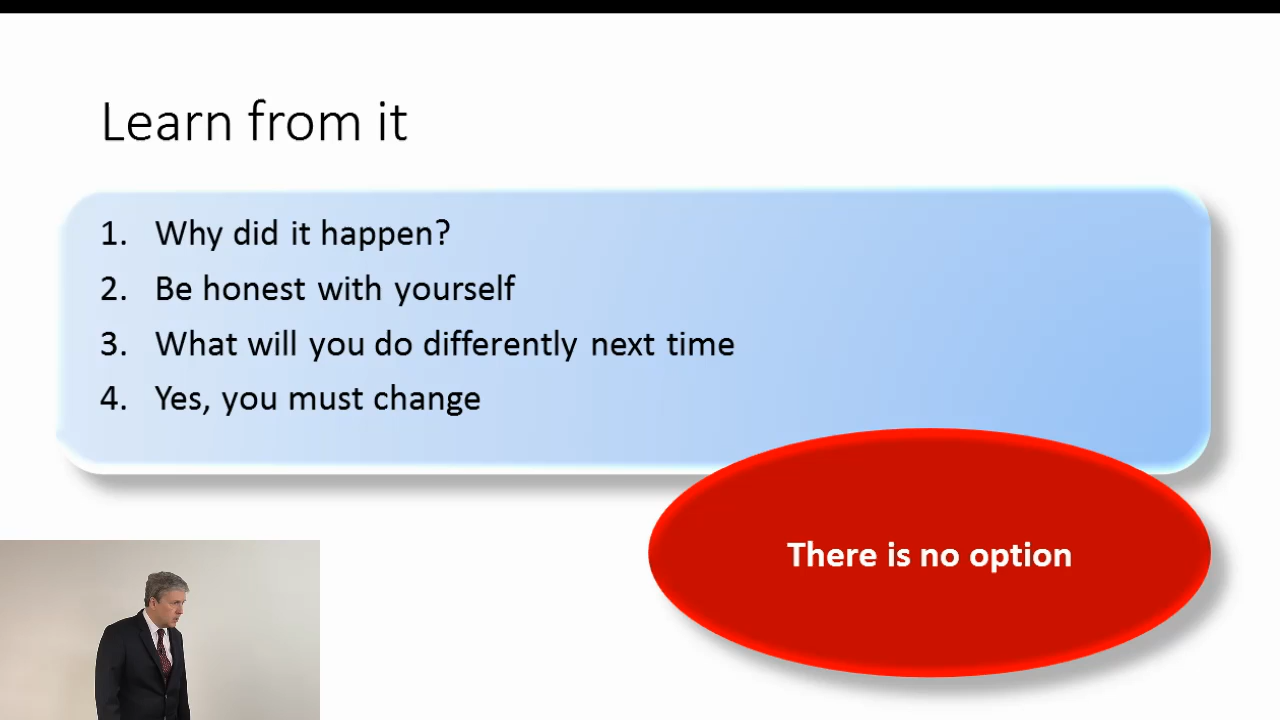 Learn from it
1. Why did it happen?
2. Be honest with yourself
3. What will you do differently next time
4. Yes, you must change
There is no option